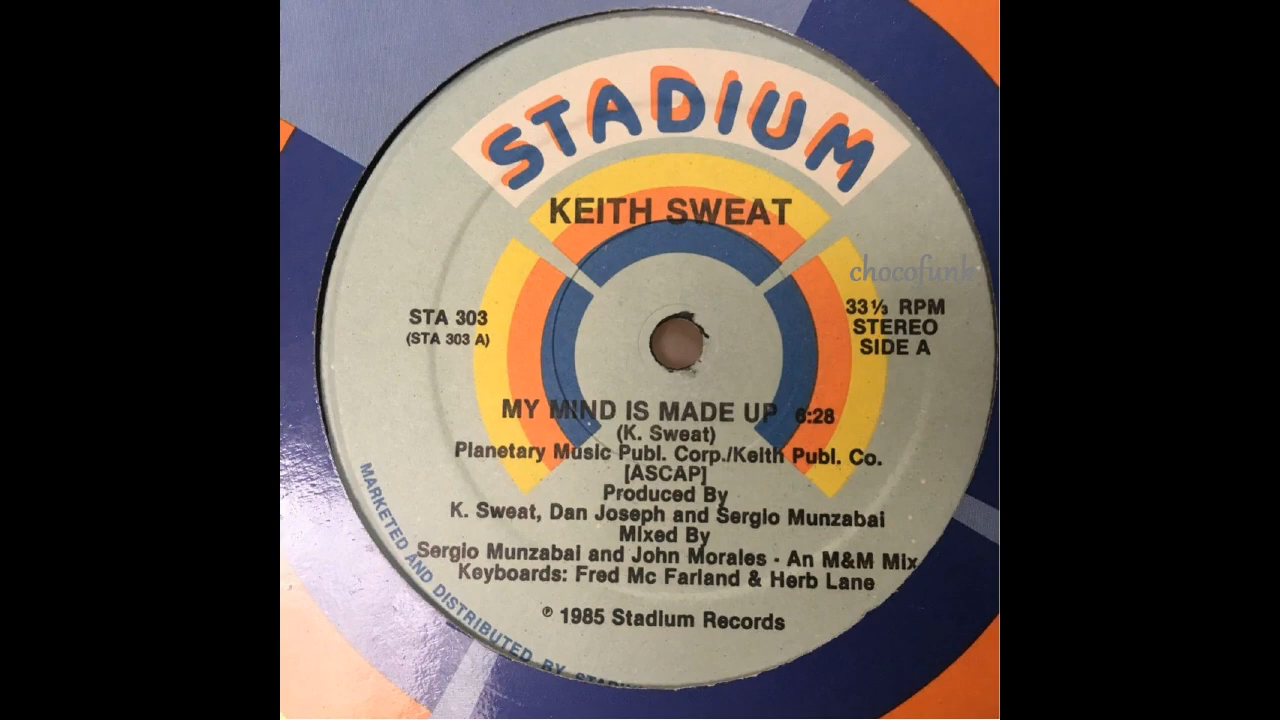 STADIUM
KEITH SWEAT
chocofunk
STA 303
(STA 303 A)
33⅓ RPM
STEREO
SIDE A
MY MIND IS MADE UP 6:28
(K. Sweat)
Planetary Music Publ. Corp./Keith Publ. Co.
[ASCAP]
Produced By
K. Sweat, Dan Joseph and Sergio Munzabai
Mixed By
Sergio Munzabai and John Morales - An M&M Mix
Keyboards: Fred Mc Farland & Herb Lane
℗ 1985 Stadium Records
MARKETED AND DISTRIBUTED BY